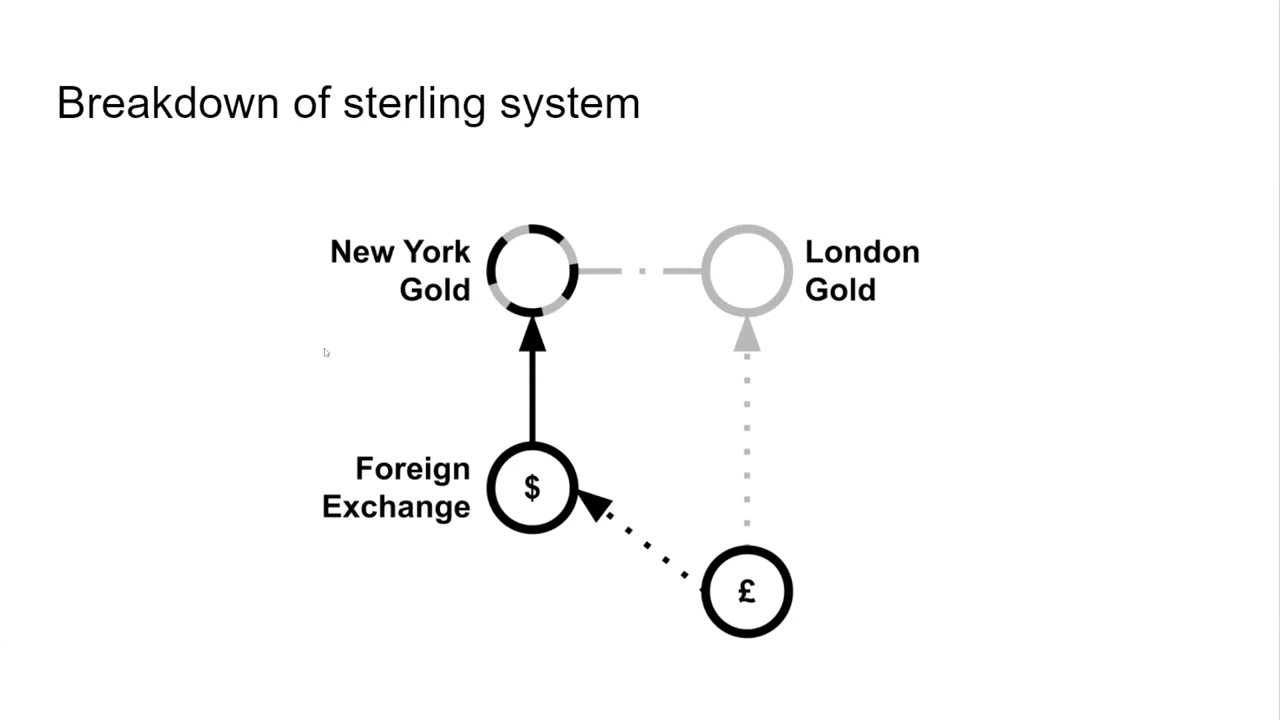 Breakdown of sterling system
New York
Gold
London
Gold
Foreign
Exchange
$
£